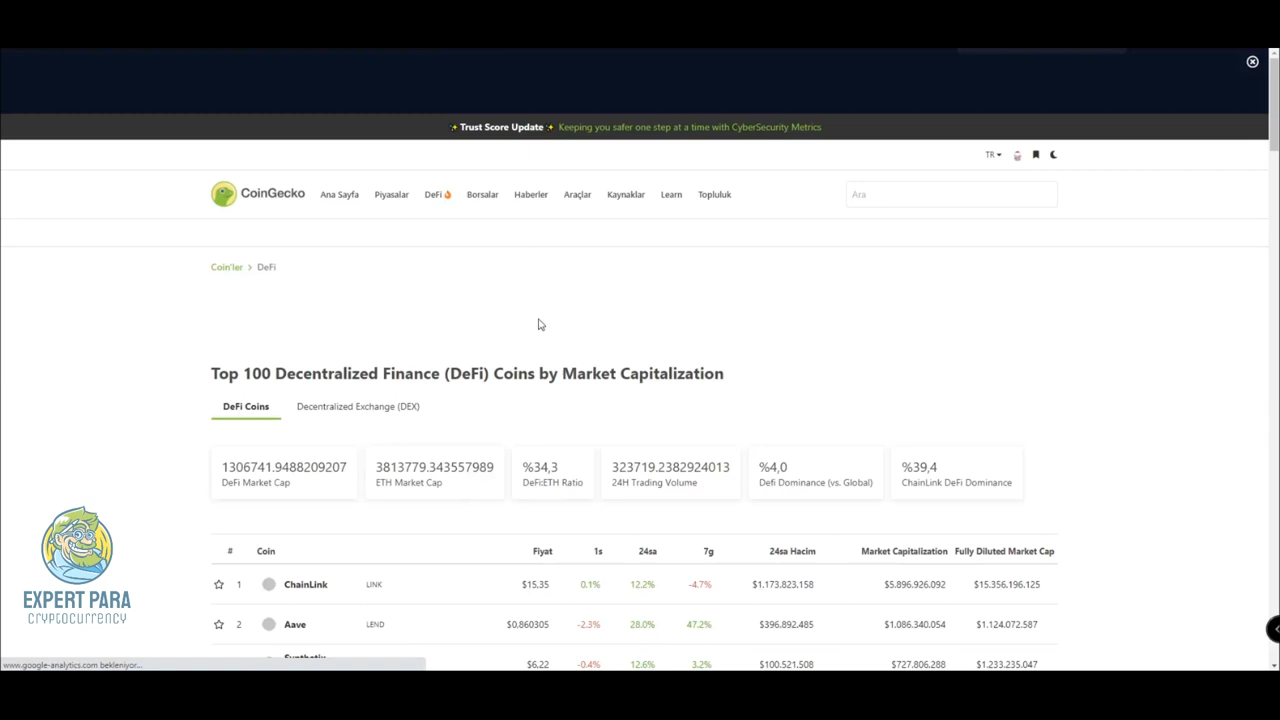 ✨ Trust Score Update ✨ Keeping you safer one step at a time with CyberSecurity Metrics
TR
CoinGecko Ana Sayfa Piyasalar DeFi Borsalar Haberler Araçlar Kaynaklar Learn Topluluk Ara
Coin'ler > DeFi
Top 100 Decentralized Finance (DeFi) Coins by Market Capitalization
DeFi Coins Decentralized Exchange (DEX)
1306741.9488209207 3813779.343557989 %34,3 323719.2382924013 %4,0 %39,4
DeFi Market Cap ETH Market Cap DeFi:ETH Ratio 24H Trading Volume Defi Dominance (vs. Global) ChainLink DeFi Dominance
# Coin Fiyat 1s 24sa 7g 24sa Hacim Market Capitalization Fully Diluted Market Cap
1 ChainLink LINK $15,35 0.1% 12.2% -4.7% $1.173.823.158 $5.896.926.092 $15.356.196.125
2 Aave LEND $0.860305 -2.3% 28.0% 47.2% $396.892.485 $1.086.340.054 $1.124.072.587
Synthetix $6,22 -0.4% 12.6% 3.2% $100.521.508 $727.806.288 $1.233.235.047
EXPERT PARA
CRYPTOCURRENCY
www.google-analytics.com bekleniyor...